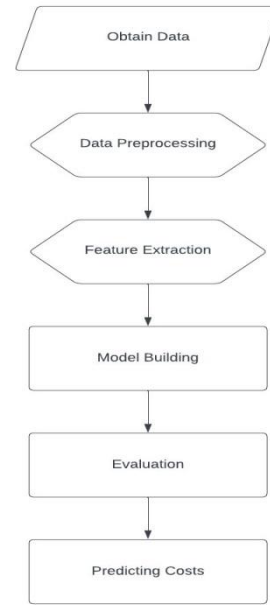 Obtain Data
Data Preprocessing
Feature Extraction
Model Building
Evaluation
Predicting Costs